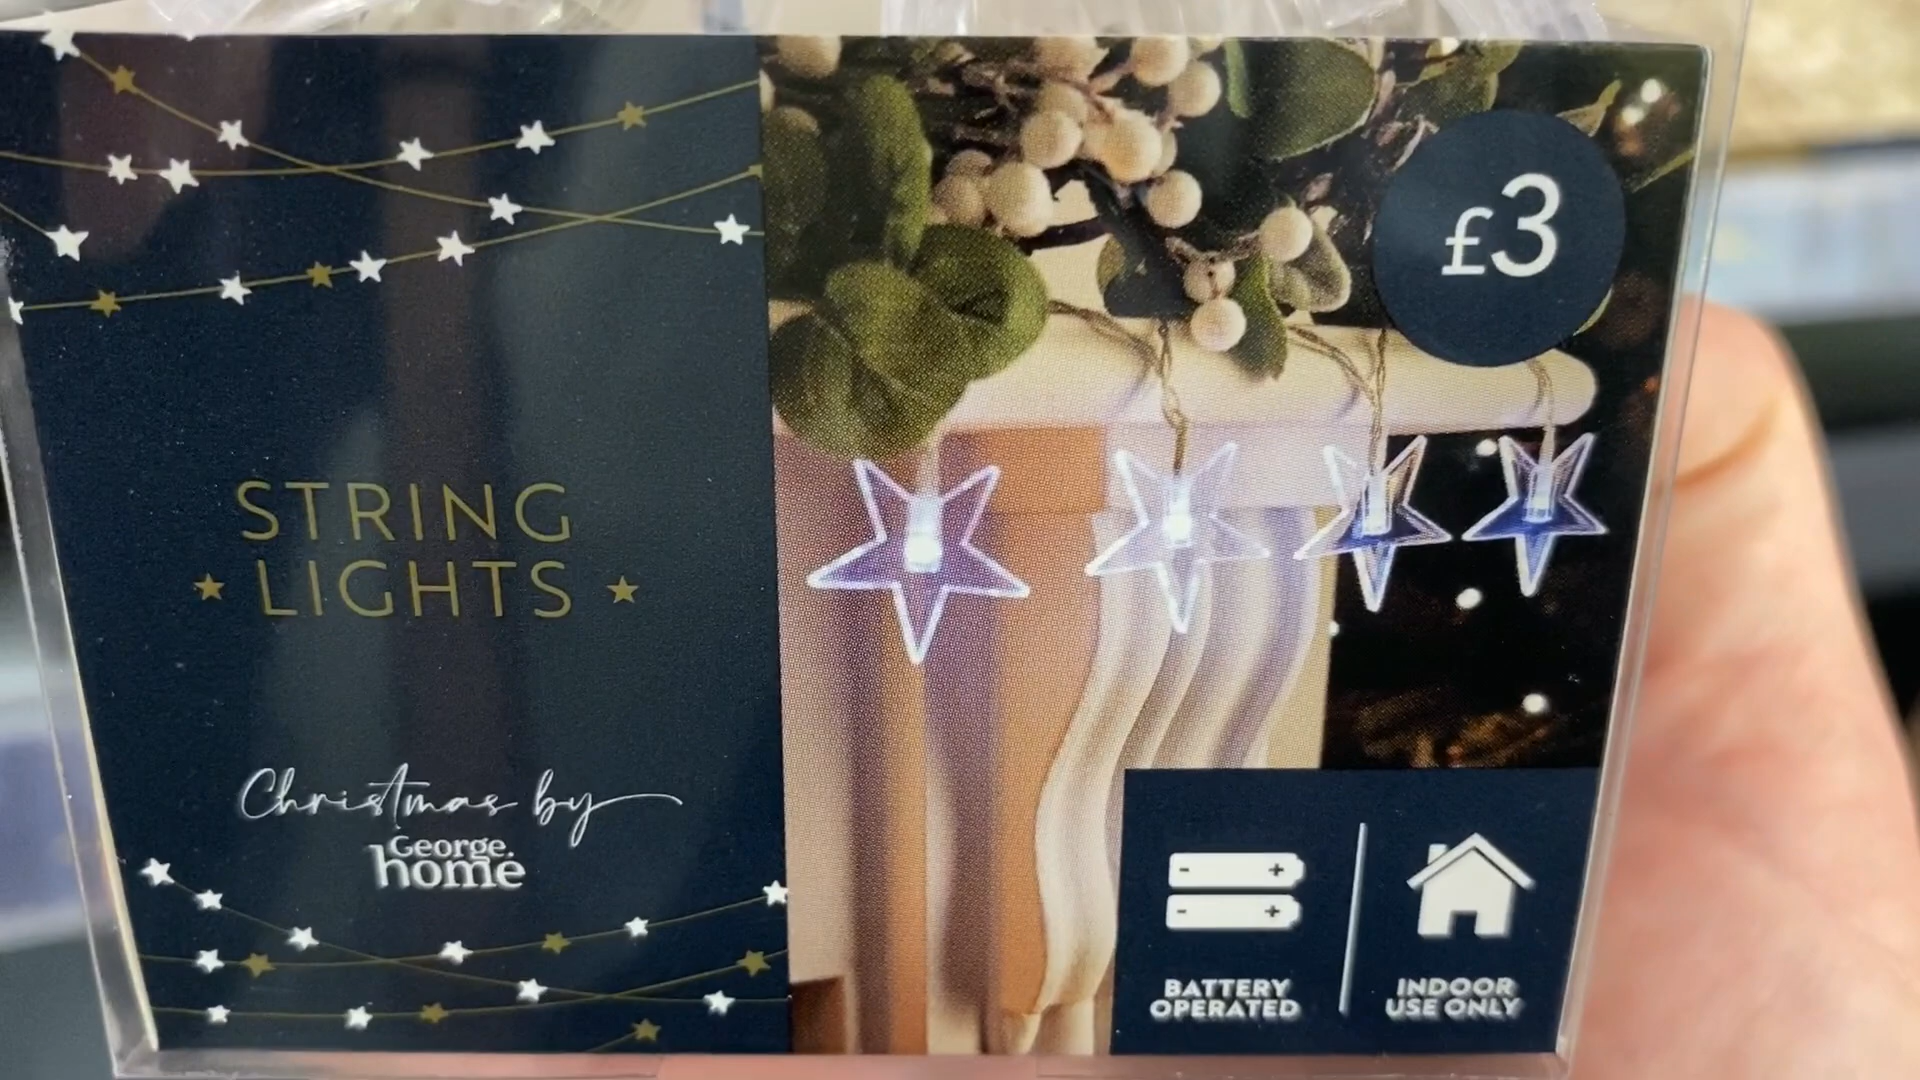 £3
STRING
LIGHTS
Christmas by
George.
home
BATTERY
OPERATED
INDOOR
USE ONLY